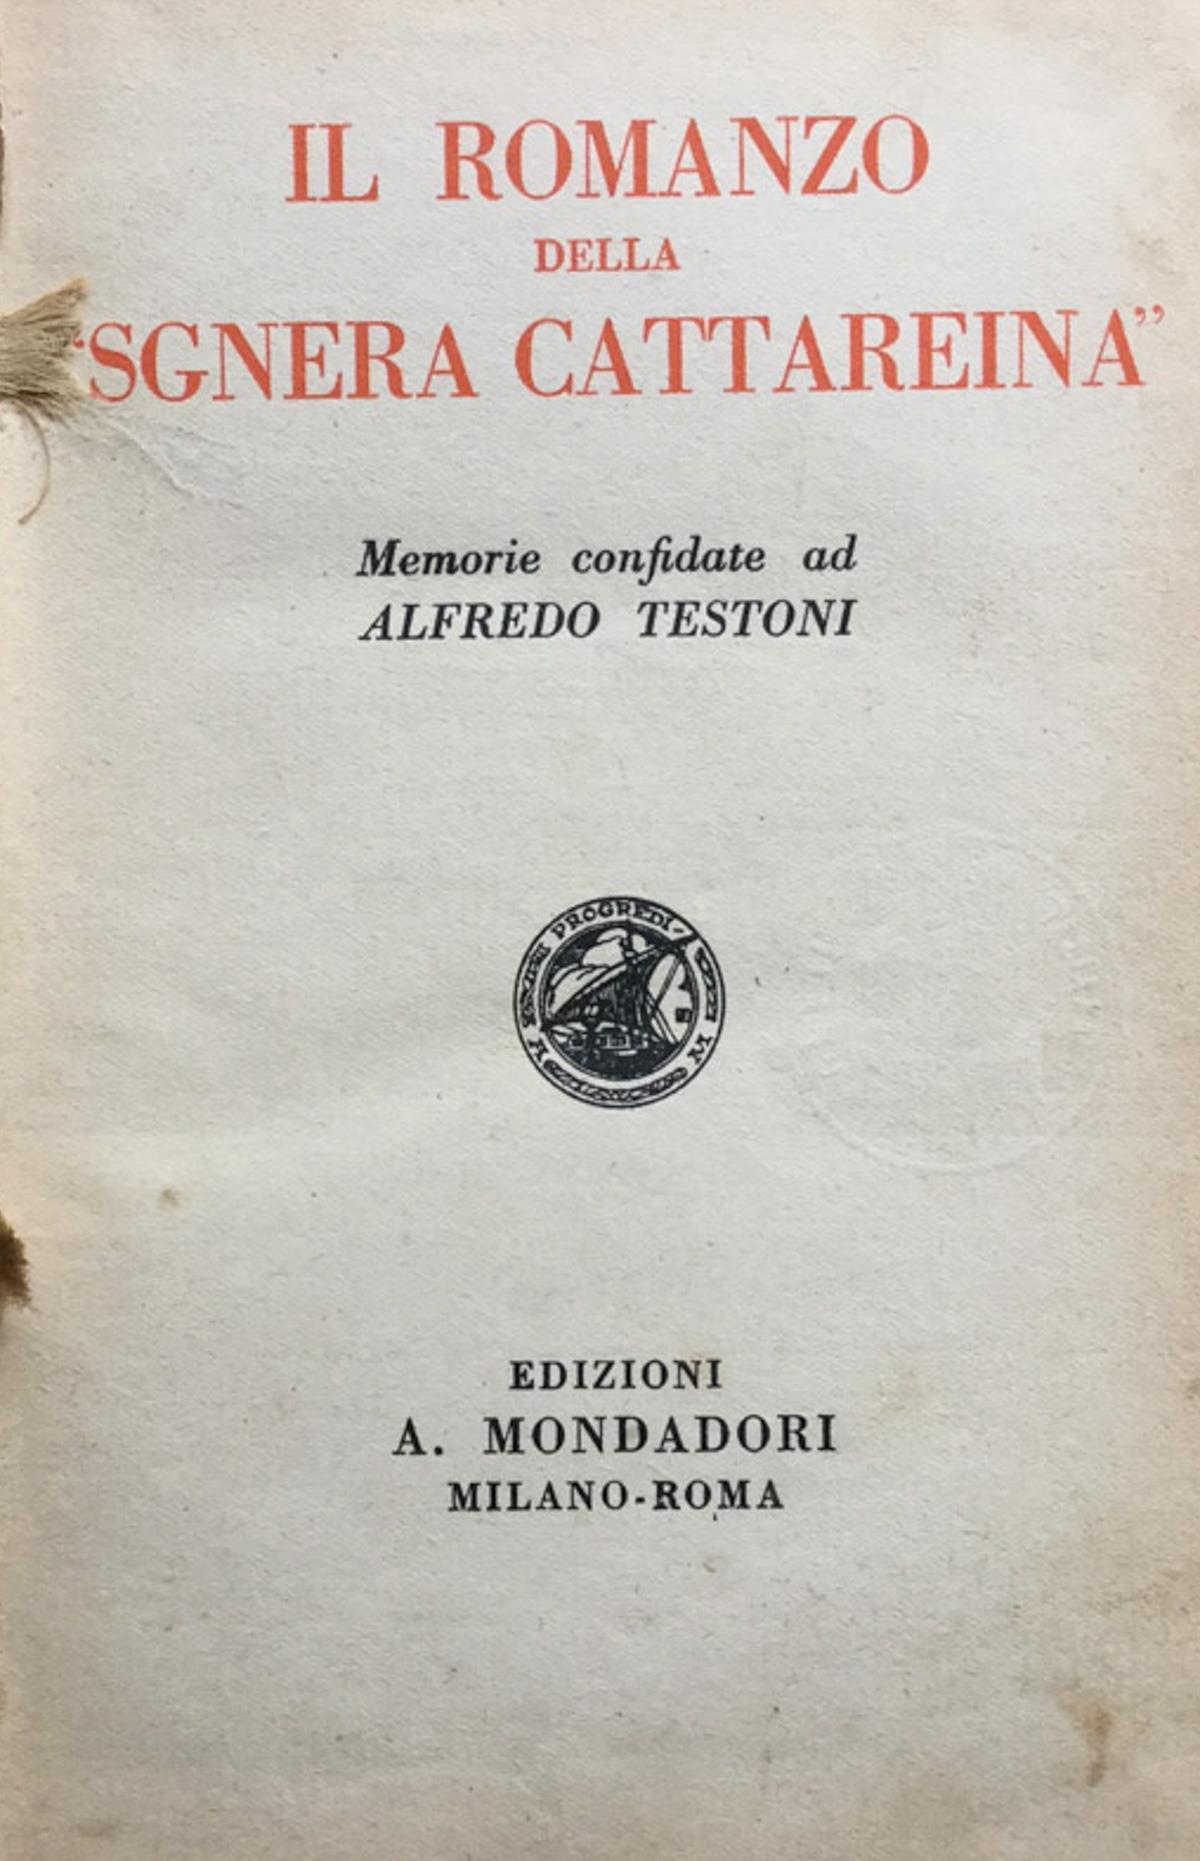 IL ROMANZO
DELLA
“SGNERA CATTAREINA”
Memorie confidate ad
ALFREDO TESTONI
PROGREDI
A M
EDIZIONI
A. MONDADORI
MILANO-ROMA